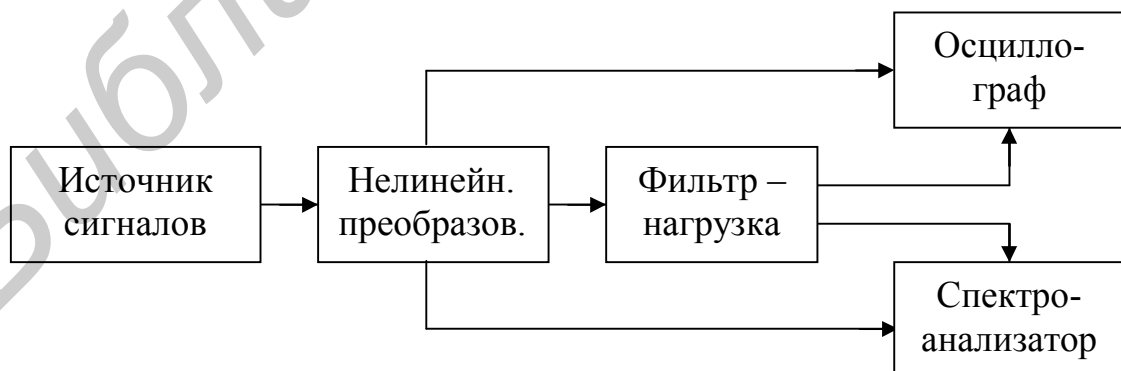 Осцилло-
граф
Источник
сигналов
Нелинейн.
преобразов.
Фильтр –
нагрузка
Спектро-
анализатор